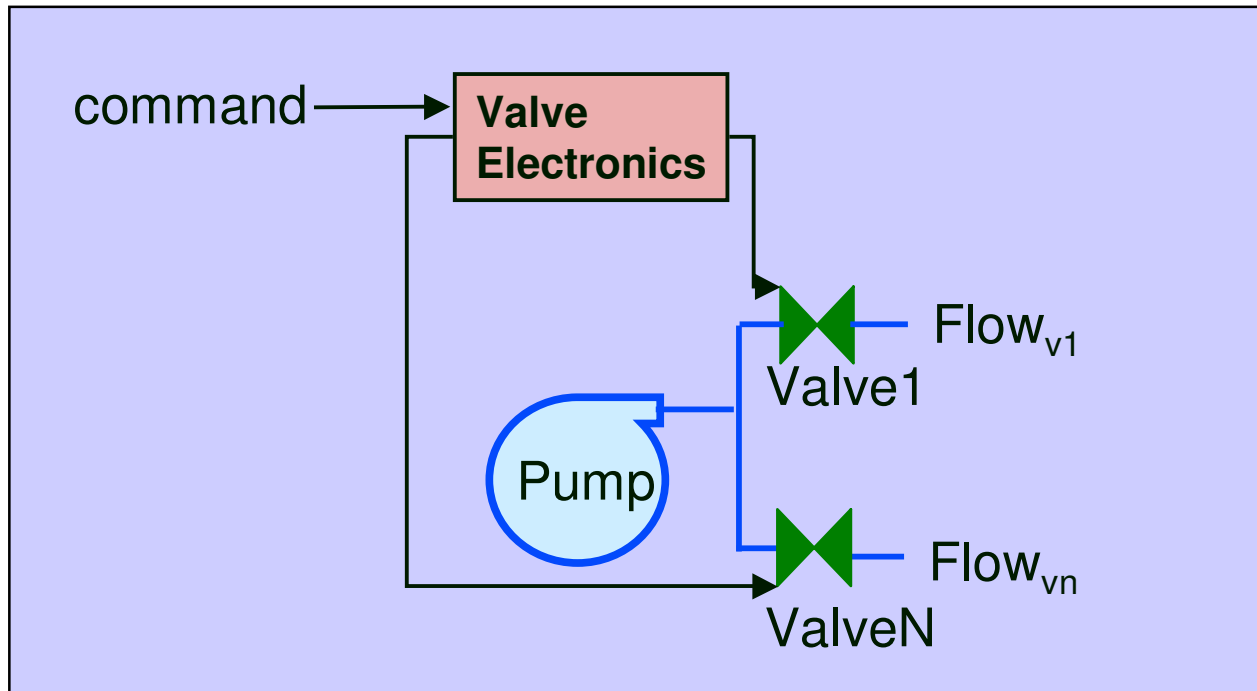 command
Valve
Electronics
Flowv1
Valve1
Pump
Flowvn
ValveN